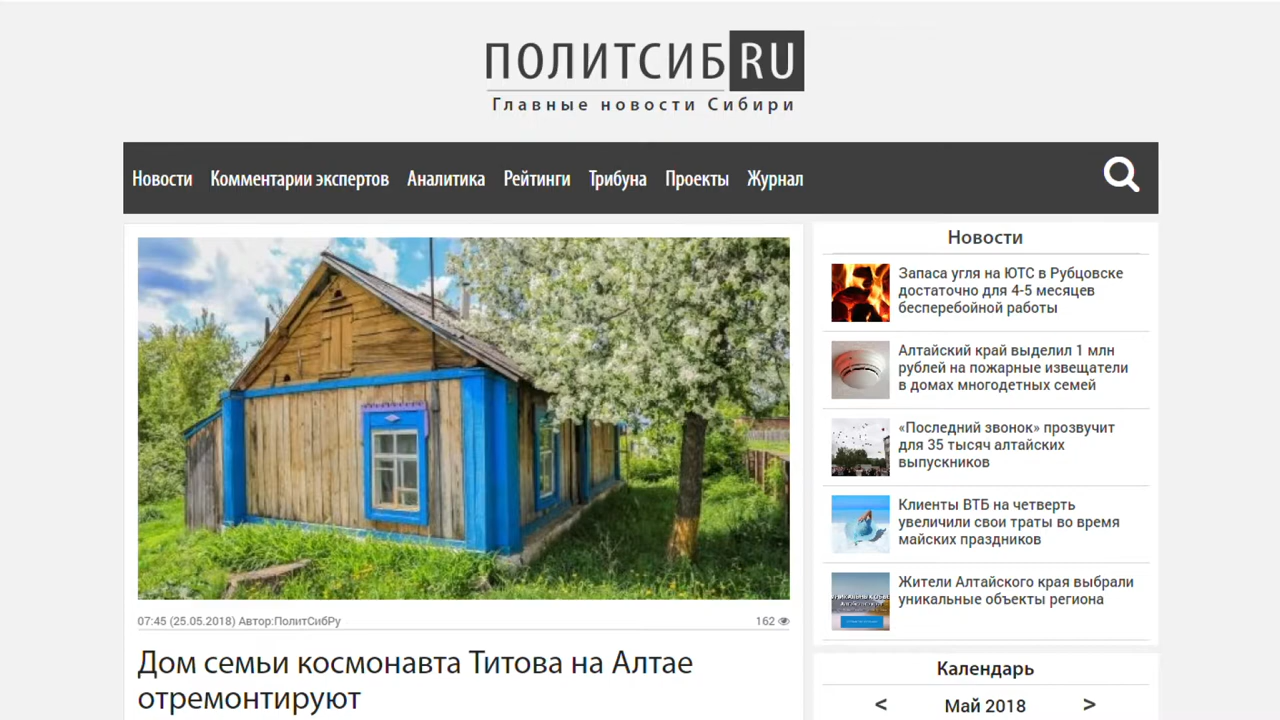 ПОЛИТСИБRU
Главные новости Сибири
Новости Комментарии экспертов Аналитика Рейтинги Трибуна Проекты Журнал
07:45 (25.05.2018) Автор:ПолитСибРу 162
Дом семьи космонавта Титова на Алтае
отремонтируют
Новости
Запаса угля на ЮТС в Рубцовске
достаточно для 4-5 месяцев
бесперебойной работы
Алтайский край выделил 1 млн
рублей на пожарные извещатели
в домах многодетных семей
«Последний звонок» прозвучит
для 35 тысяч алтайских
выпускников
Клиенты ВТБ на четверть
увеличили свои траты во время
майских праздников
Жители Алтайского края выбрали
уникальные объекты региона
Календарь
< Май 2018 >